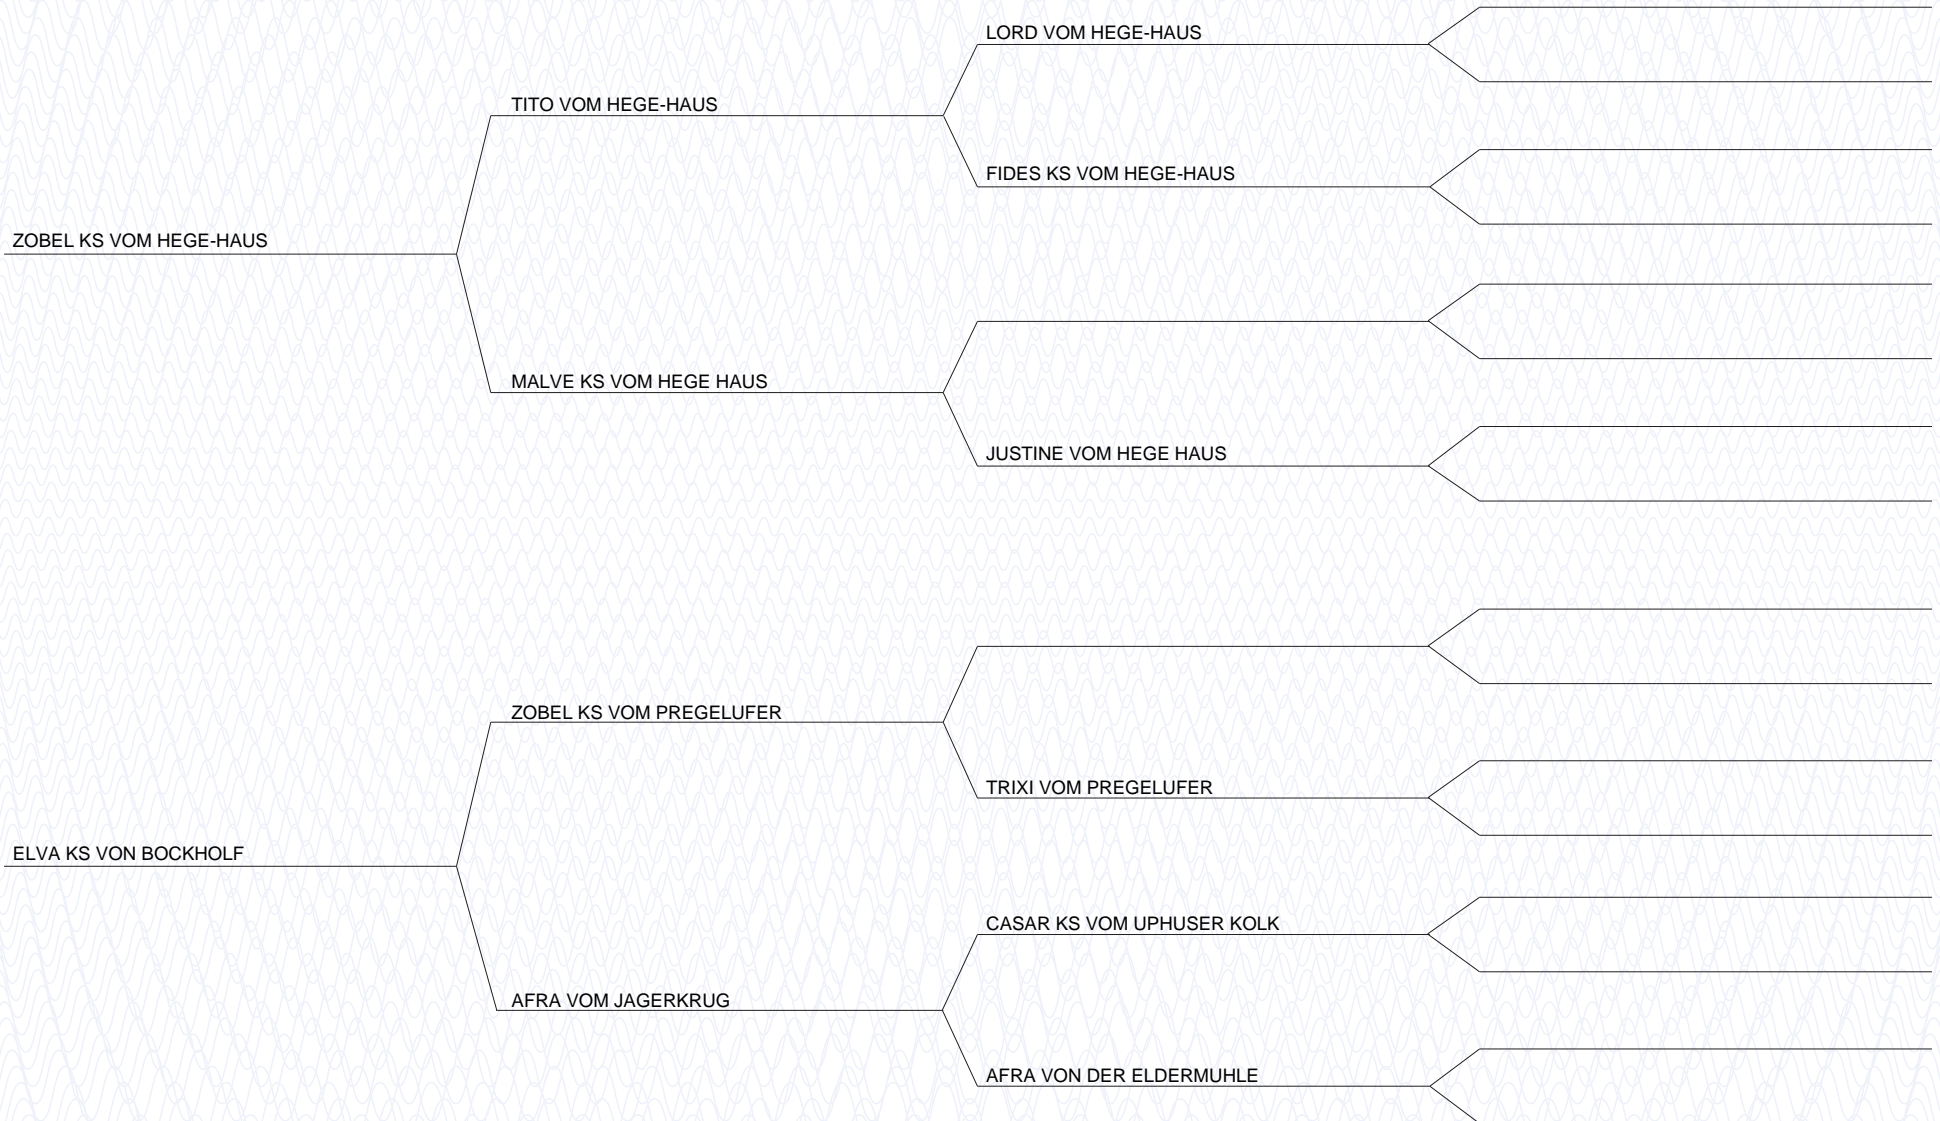 LORD VOM HEGE-HAUS
TITO VOM HEGE-HAUS
FIDES KS VOM HEGE-HAUS
ZOBEL KS VOM HEGE-HAUS
MALVE KS VOM HEGE HAUS
JUSTINE VOM HEGE HAUS
ZOBEL KS VOM PREGELUFER
TRIXI VOM PREGELUFER
ELVA KS VON BOCKHOLF
CASAR KS VOM UPHUSER KOLK
AFRA VOM JAGERKRUG
AFRA VON DER ELDERMUHLE